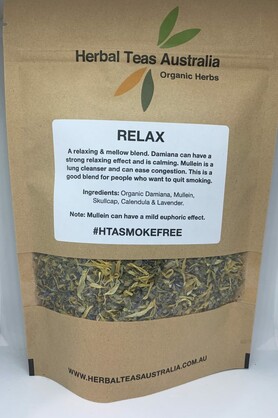 Herbal Teas Australia
Organic Herbs
RELAX
A relaxing & mellow blend. Damiana can have a
strong relaxing effect and is calming. Mullein is a
lung cleanser and can ease congestion. This is a
good blend for people who want to quit smoking.
Ingredients: Organic Damiana, Mullein,
Skullcap, Calendula & Lavender.
Note: Mullein can have a mild euphoric effect.
#HTASMOKEFREE
WWW.HERBALTEASAUSTRALIA.COM.AU